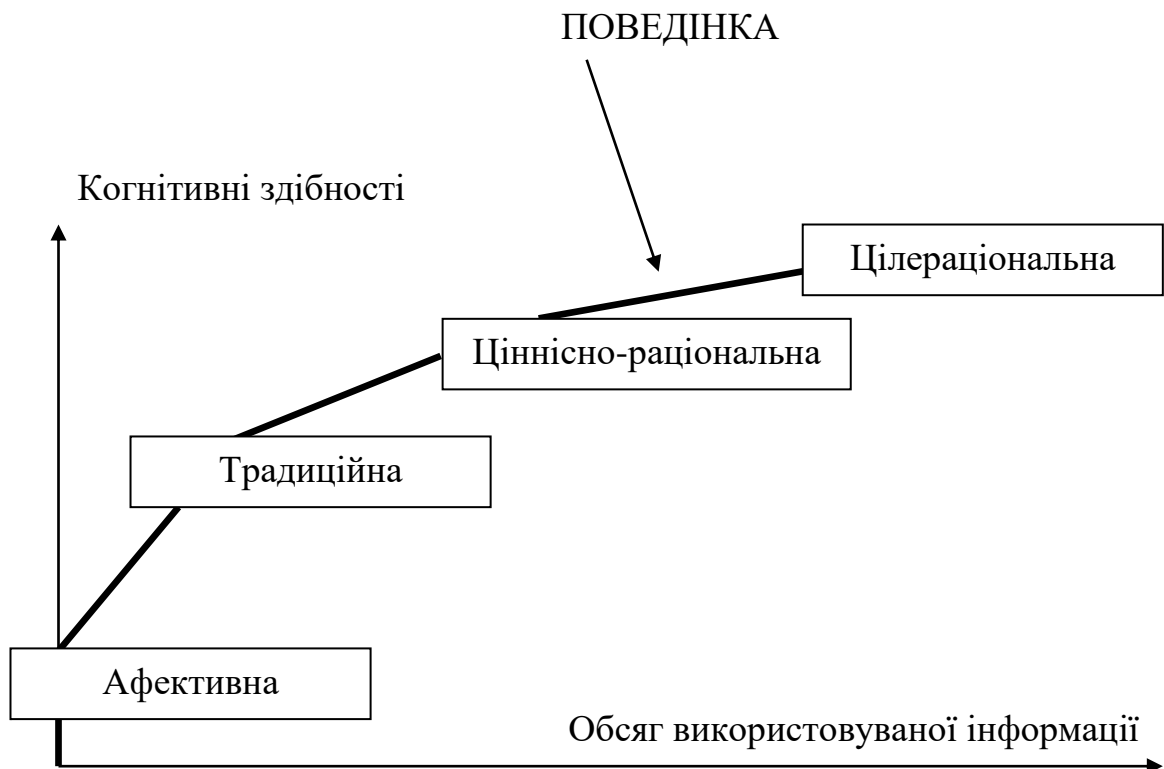 ПОВЕДІНКА
Когнітивні здібності
Цілераціональна
Ціннісно-раціональна
Традиційна
Афективна
Обсяг використовуваної інформації